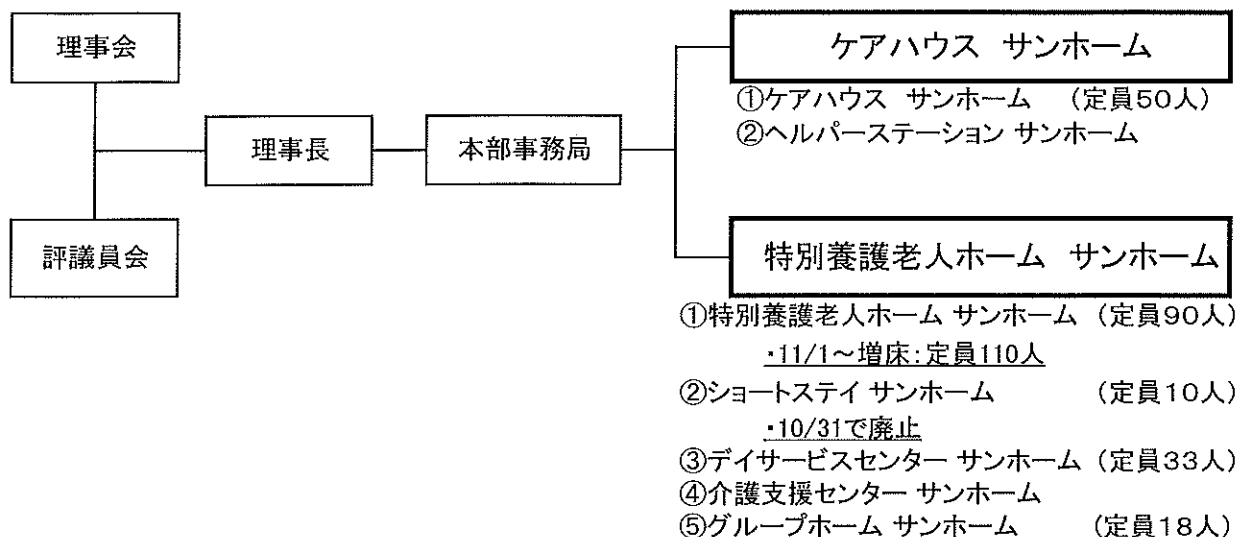 理事会
評議員会
理事長
本部事務局
ケアハウス サンホーム
①ケアハウス サンホーム (定員50人)
②ヘルパーステーション サンホーム
特別養護老人ホーム サンホーム
①特別養護老人ホーム サンホーム (定員90人)
・11/1~増床:定員110人
②ショートステイ サンホーム (定員10人)
・10/31で廃止
③デイサービスセンター サンホーム (定員33人)
④介護支援センター サンホーム
⑤グループホーム サンホーム (定員18人)